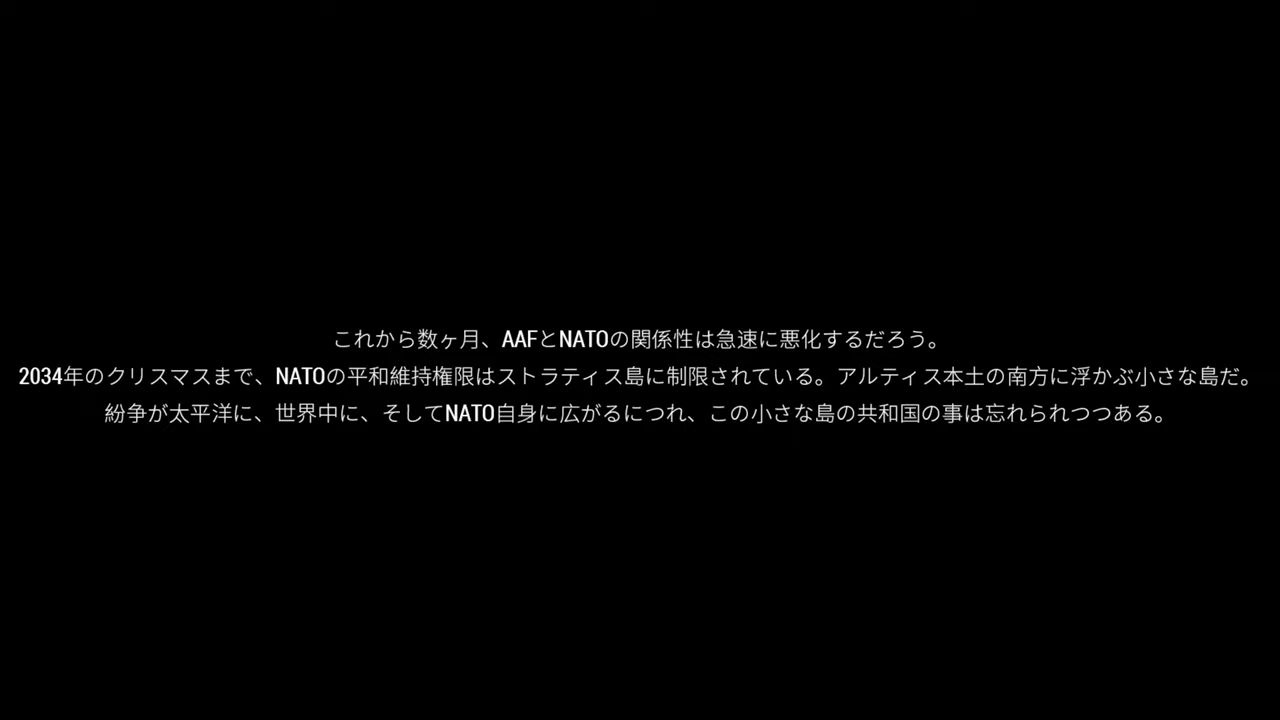 これから数ヶ月、AAFとNATOの関係性は急速に悪化するだろう。
2034年のクリスマスまで、NATOの平和維持権限はストラティス島に制限されている。アルティス本土の南方に浮かぶ小さな島だ。
紛争が太平洋に、世界中に、そしてNATO自身に広がるにつれ、この小さな島の共和国の事は忘れられつつある。